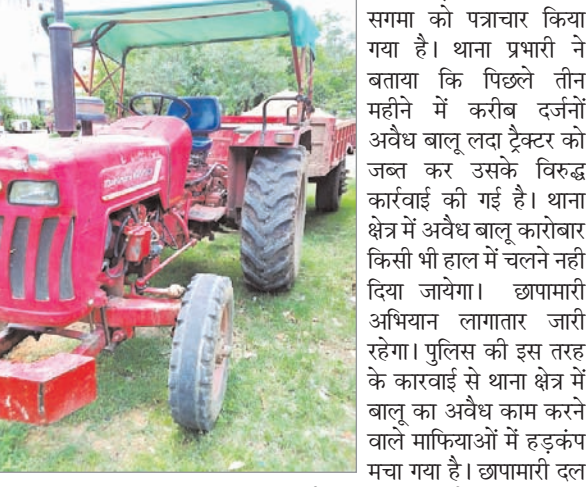 सगमा को पत्राचार किया
गया है। थाना प्रभारी ने
बताया कि पिछले तीन
महीने में करीब दर्जनों
अवैध बालू लदा ट्रैक्टर को
जब्त कर उसके विरुद्ध
कार्रवाई की गई है। थाना
क्षेत्र में अवैध बालू कारोबार
किसी भी हाल में चलने नही
दिया जायेगा। छापामारी
अभियान लागातार जारी
रहेगा। पुलिस की इस तरह
के कारवाई से थाना क्षेत्र में
बालू का अवैध काम करने
वाले माफियाओं में हड़कंप
मचा गया है। छापामारी दल